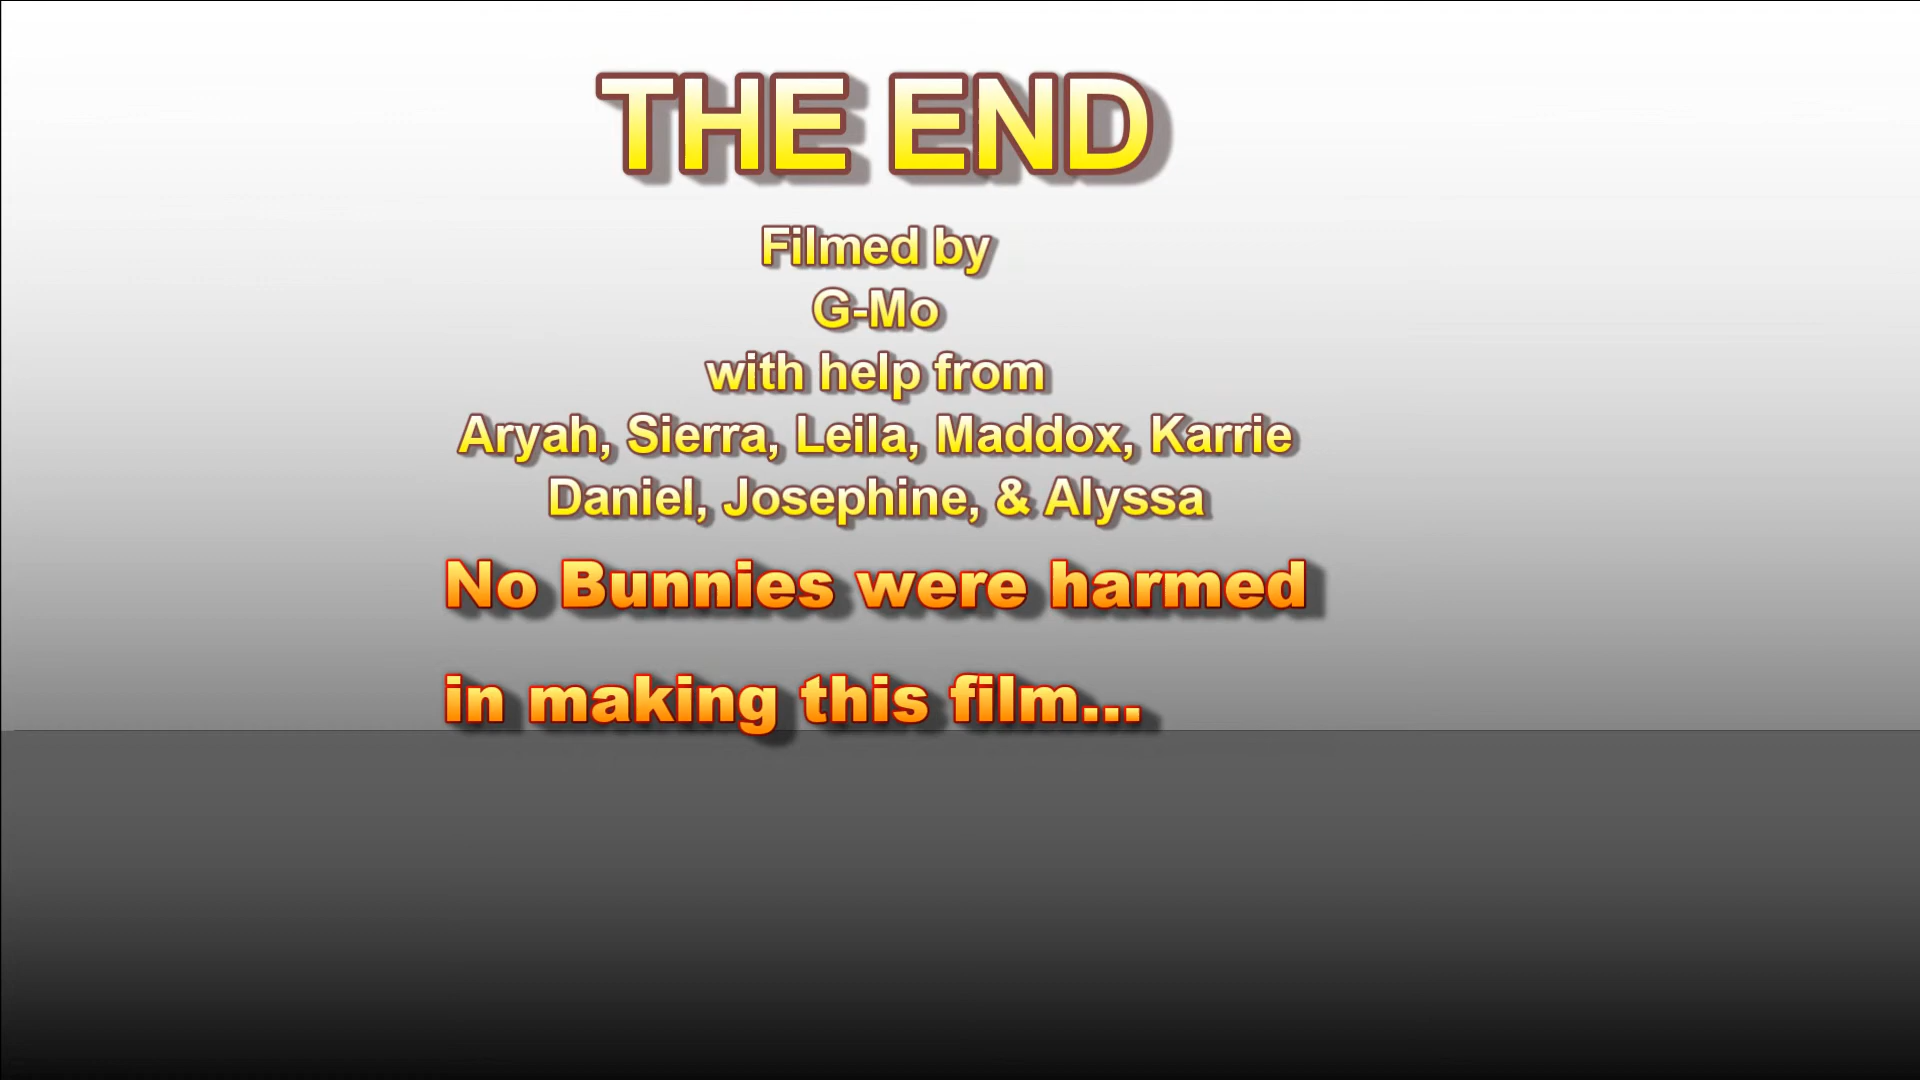 THE END
Filmed by
G-Mo
with help from
Aryah, Sierra, Leila, Maddox, Karrie
Daniel, Josephine, & Alyssa
No Bunnies were harmed
in making this film...